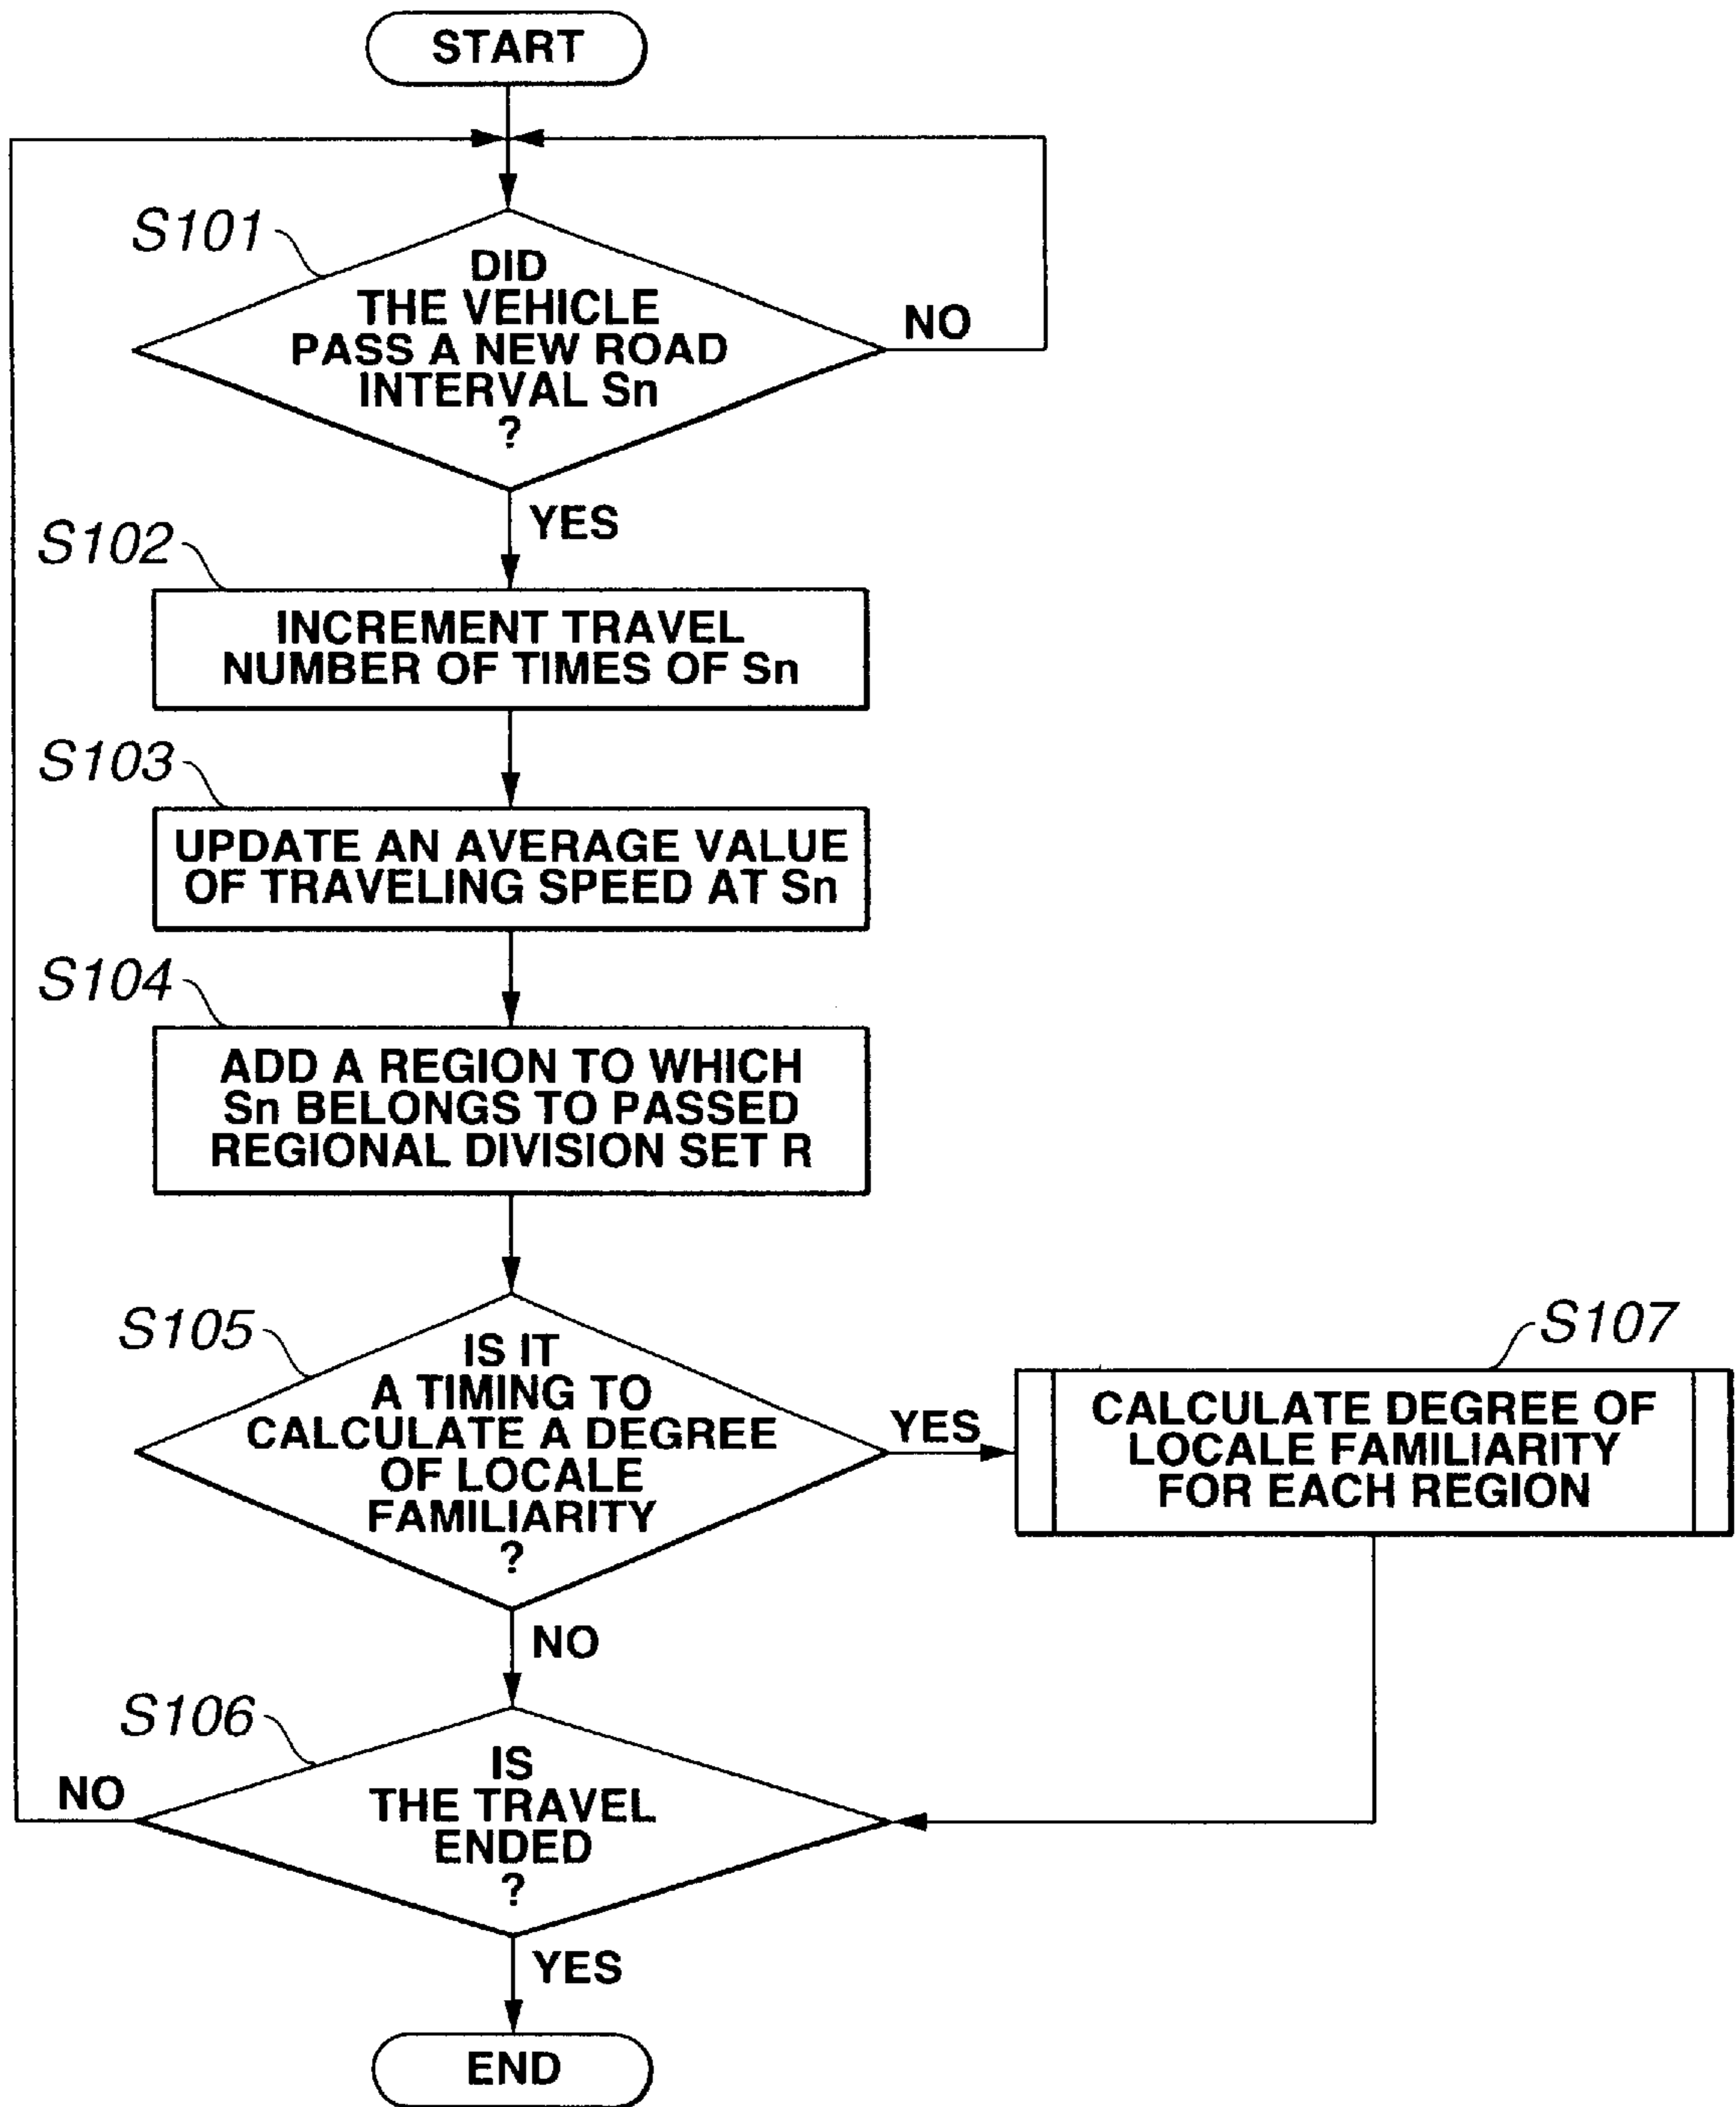 START
S101
DID
THE VEHICLE
PASS A NEW ROAD
INTERVAL Sn
?
NO
YES
S102
INCREMENT TRAVEL
NUMBER OF TIMES OF Sn
S103
UPDATE AN AVERAGE VALUE
OF TRAVELING SPEED AT Sn
S104
ADD A REGION TO WHICH
Sn BELONGS TO PASSED
REGIONAL DIVISION SET R
S105
IS IT
A TIMING TO
CALCULATE A DEGREE
OF LOCALE
FAMILIARITY
?
YES
S107
CALCULATE DEGREE OF
LOCALE FAMILIARITY
FOR EACH REGION
NO
S106
IS
THE TRAVEL
ENDED
?
NO
YES
END